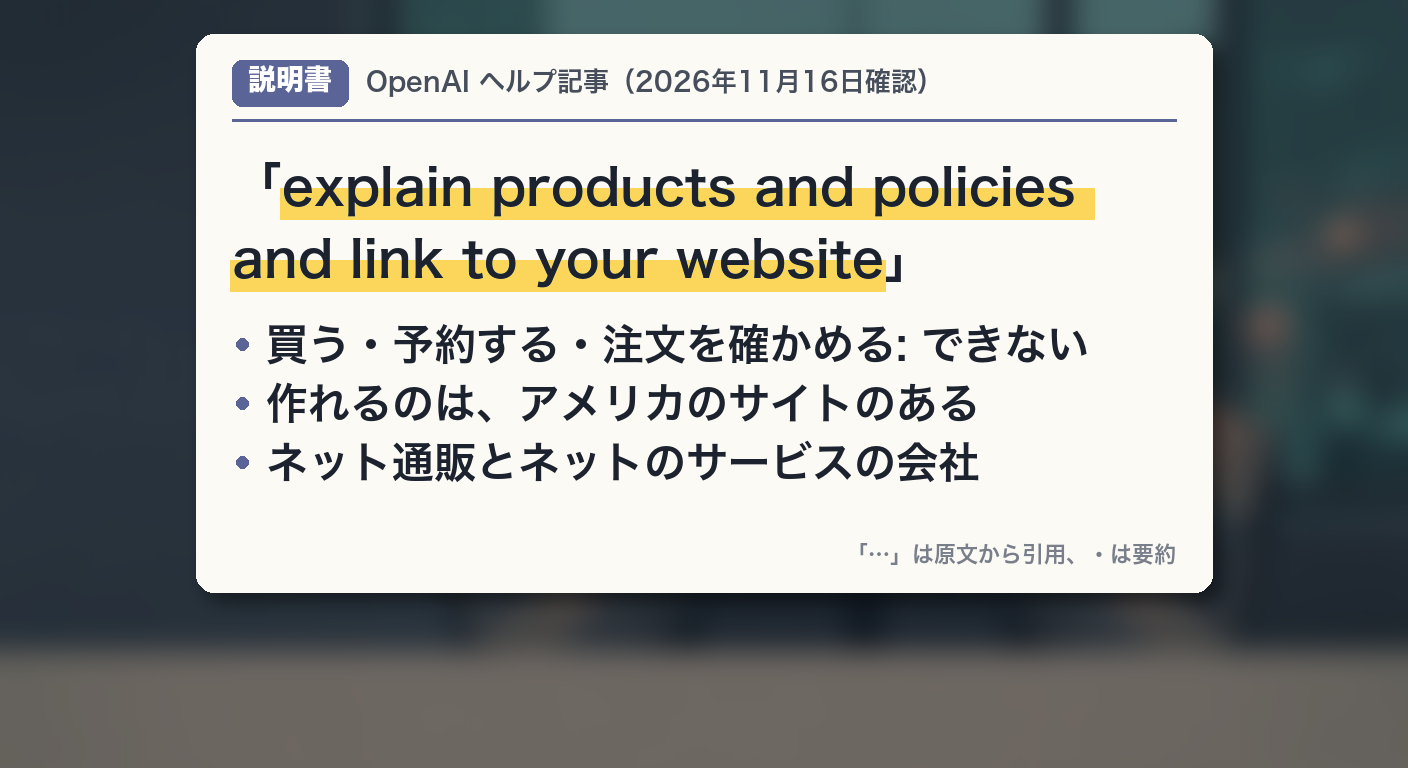 説明書 OpenAI ヘルプ記事（2026年11月16日確認）
「explain products and policies
and link to your website」
• 買う・予約する・注文を確かめる: できない
• 作れるのは、アメリカのサイトのある
• ネット通販とネットのサービスの会社
「…」は原文から引用、・は要約